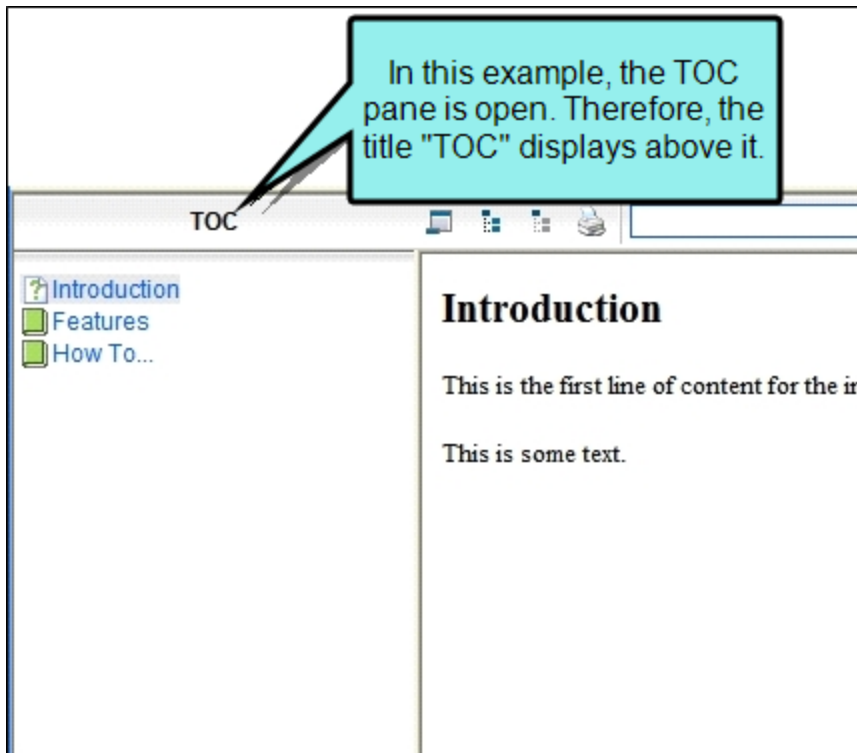 In this example, the TOC
pane is open. Therefore, the
title "TOC" displays above it.
TOC
Introduction
Features
How To...
Introduction
This is the first line of content for the
This is some text.